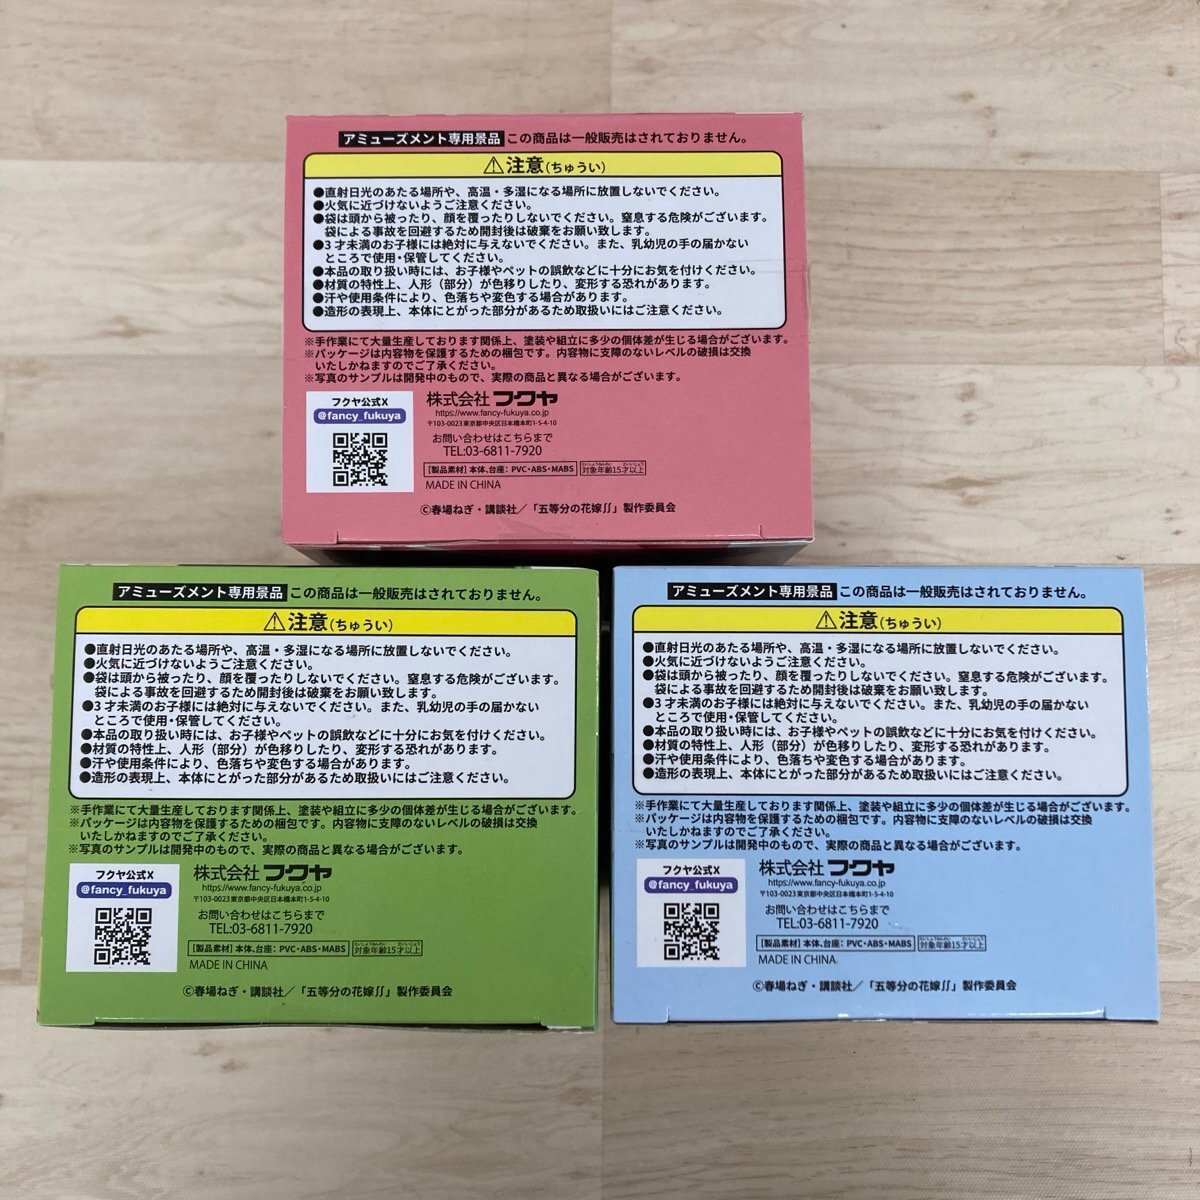 アミューズメント専用景品 この商品は一般販売はされておりません。
⚠注意(ちゅうい)
●直射日光のあたる場所や、高温・多湿になる場所に放置しないでください。
●火気に近づけないようご注意ください。
●袋は頭から被ったり、顔を覆ったりしないでください。窒息する危険がございます。
袋による事故を回避するため開封後は破棄をお願い致します。
●3才未満のお子様には絶対に与えないでください。また、乳幼児の手の届かない
ところで使用・保管してください。
●本品の取り扱い時には、お子様やペットの誤飲などに十分にお気を付けください。
●材質の特性上、人形（部分）が色移りしたり、変形する恐れがあります。
●汗や使用条件により、色落ちや変色する場合があります。
●造形の表現上、本体にとがった部分があるため取扱いにはご注意ください。
※手作業にて大量生産しております関係上、塗装や組立に多少の個体差が生じる場合がございます。
※パッケージは内容物を保護するための梱包です。内容物に支障のないレベルの破損は交換
いたしかねますのでご了承ください。
※写真のサンプルは開発中のもので、実際の商品と異なる場合がございます。
フクヤ公式X
@fancy_fukuya
株式会社フクヤ
https://www.fancy-fukuya.co.jp
〒103-0023 東京都中央区日本橋本町1-5-4-10
お問い合わせはこちらまで
TEL:03-6811-7920
【製品素材】本体、台座：PVC・ABS・MABS 対象年齢15才以上
MADE IN CHINA
©春場ねぎ・講談社／「五等分の花嫁∬」製作委員会
アミューズメント専用景品 この商品は一般販売はされておりません。
⚠注意(ちゅうい)
●直射日光のあたる場所や、高温・多湿になる場所に放置しないでください。
●火気に近づけないようご注意ください。
●袋は頭から被ったり、顔を覆ったりしないでください。窒息する危険がございます。
袋による事故を回避するため開封後は破棄をお願い致します。
●3才未満のお子様には絶対に与えないでください。また、乳幼児の手の届かない
ところで使用・保管してください。
●本品の取り扱い時には、お子様やペットの誤飲などに十分にお気を付けください。
●材質の特性上、人形（部分）が色移りしたり、変形する恐れがあります。
●汗や使用条件により、色落ちや変色する場合があります。
●造形の表現上、本体にとがった部分があるため取扱いにはご注意ください。
※手作業にて大量生産しております関係上、塗装や組立に多少の個体差が生じる場合がございます。
※パッケージは内容物を保護するための梱包です。内容物に支障のないレベルの破損は交換
いたしかねますのでご了承ください。
※写真のサンプルは開発中のもので、実際の商品と異なる場合がございます。
フクヤ公式X
@fancy_fukuya
株式会社フクヤ
https://www.fancy-fukuya.co.jp
〒103-0023 東京都中央区日本橋本町1-5-4-10
お問い合わせはこちらまで
TEL:03-6811-7920
【製品素材】本体、台座：PVC・ABS・MABS 対象年齢15才以上
MADE IN CHINA
©春場ねぎ・講談社／「五等分の花嫁∬」製作委員会
アミューズメント専用景品 この商品は一般販売はされておりません。
⚠注意(ちゅうい)
●直射日光のあたる場所や、高温・多湿になる場所に放置しないでください。
●火気に近づけないようご注意ください。
●袋は頭から被ったり、顔を覆ったりしないでください。窒息する危険がございます。
袋による事故を回避するため開封後は破棄をお願い致します。
●3才未満のお子様には絶対に与えないでください。また、乳幼児の手の届かない
ところで使用・保管してください。
●本品の取り扱い時には、お子様やペットの誤飲などに十分にお気を付けください。
●材質の特性上、人形（部分）が色移りしたり、変形する恐れがあります。
●汗や使用条件により、色落ちや変色する場合があります。
●造形の表現上、本体にとがった部分があるため取扱いにはご注意ください。
※手作業にて大量生産しております関係上、塗装や組立に多少の個体差が生じる場合がございます。
※パッケージは内容物を保護するための梱包です。内容物に支障のないレベルの破損は交換
いたしかねますのでご了承ください。
※写真のサンプルは開発中のもので、実際の商品と異なる場合がございます。
フクヤ公式X
@fancy_fukuya
株式会社フクヤ
https://www.fancy-fukuya.co.jp
〒103-0023 東京都中央区日本橋本町1-5-4-10
お問い合わせはこちらまで
TEL:03-6811-7920
【製品素材】本体、台座：PVC・ABS・MABS 対象年齢15才以上
MADE IN CHINA
©春場ねぎ・講談社／「五等分の花嫁∬」製作委員会